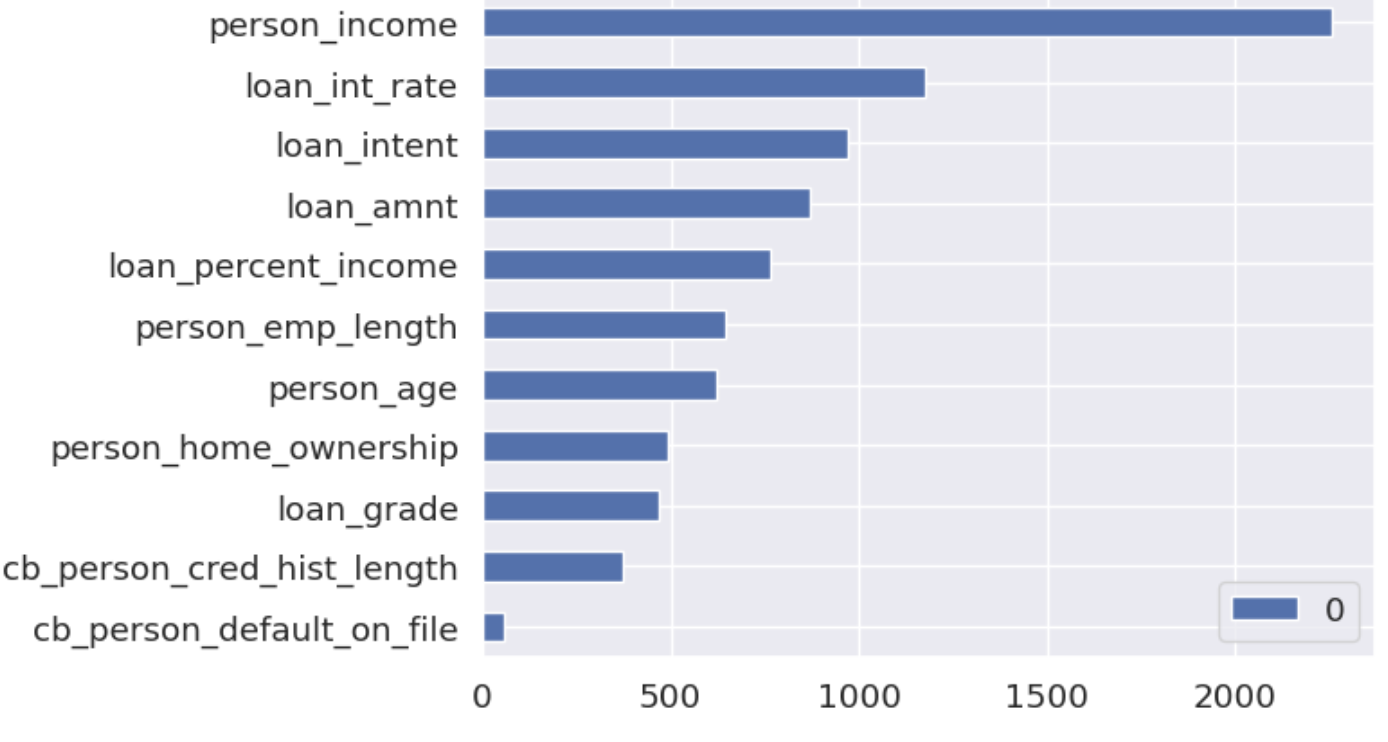 person_income
loan_int_rate
loan_intent
loan_amnt
loan_percent_income
person_emp_length
person_age
person_home_ownership
loan_grade
cb_person_cred_hist_length
cb_person_default_on_file
0
0 500 1000 1500 2000